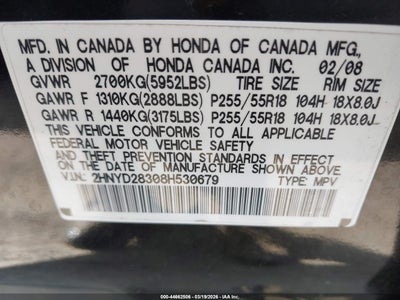 MFD. IN CANADA BY HONDA OF CANADA MFG.,
A DIVISION OF HONDA CANADA INC. 02/08
GVWR 2700KG(5952LBS) TIRE SIZE RIM SIZE
GAWR F 1310KG(2888LBS) P255/55R18 104H 18X8.0J
GAWR R 1440KG(3175LBS) P255/55R18 104H 18X8.0J
THIS VEHICLE CONFORMS TO ALL APPLICABLE
FEDERAL MOTOR VEHICLE SAFETY
AND THEFT PREVENTION STANDARDS IN EFFECT
ON THE DATE OF MANUFACTURE SHOWN ABOVE.
V.I.N: 2HNYD28308H530679 TYPE: MPV
000-44662506 - 03/19/2026 - IAA